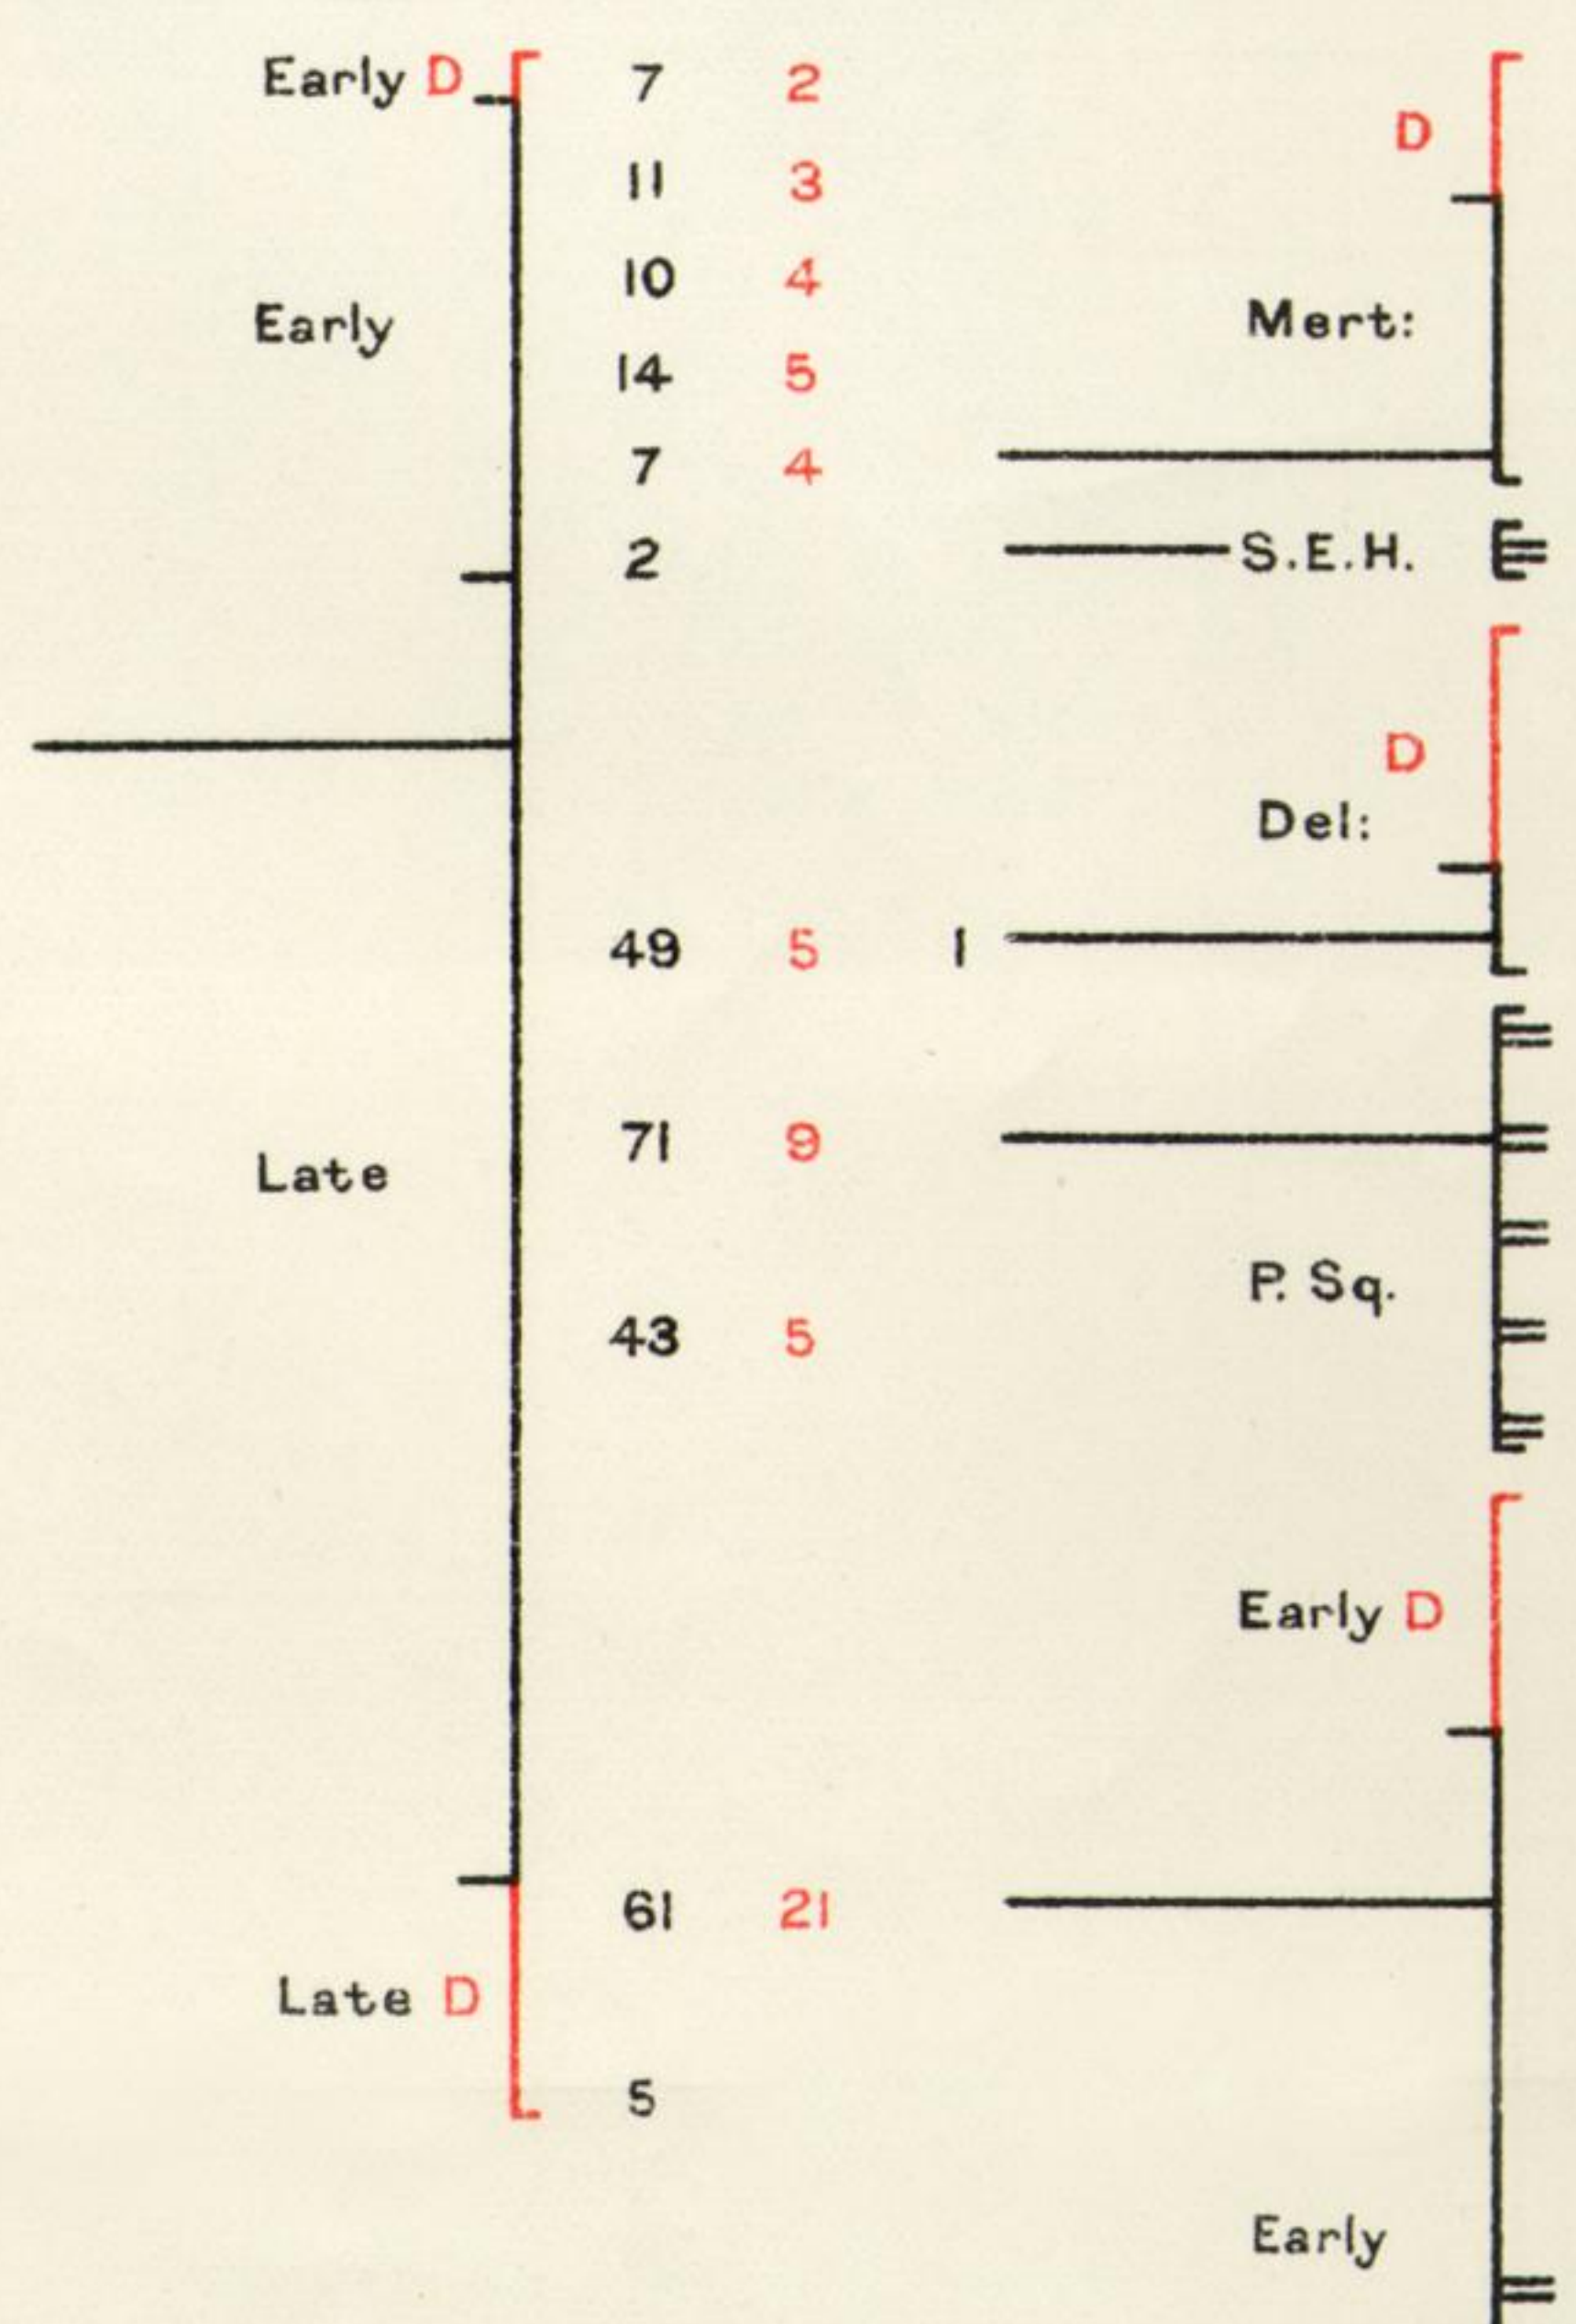 Early D 7 2
D
11 3
10 4
Early Mert:
14 5
7 4
2 S.E.H.
D
Del:
49 5 1
71 9
Late
P. Sq.
43 5
Early D
61 21
Late D
5
Early